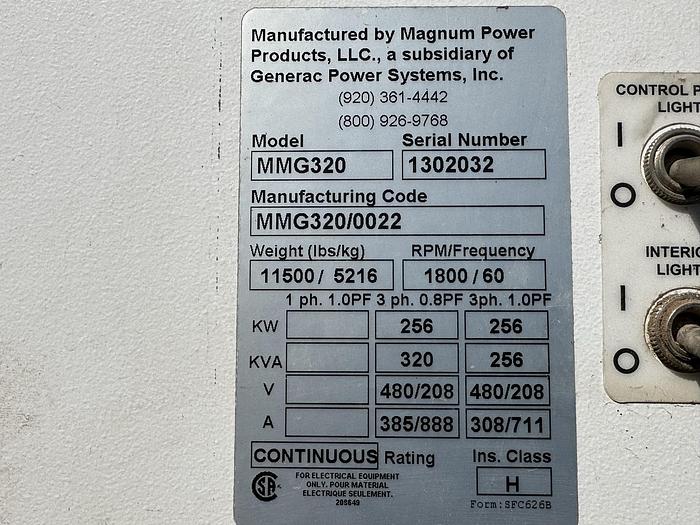 Manufactured by Magnum Power
Products, LLC., a subsidiary of
Generac Power Systems, Inc.
(920) 361-4442
(800) 926-9768
Model Serial Number
MMG320 1302032
Manufacturing Code
MMG320/0022
Weight (lbs/kg) RPM/Frequency
11500 / 5216 1800 / 60
1 ph. 1.0PF 3 ph. 0.8PF 3ph. 1.0PF
KW 256 256
KVA 320 256
V 480/208 480/208
A 385/888 308/711
CONTINUOUS Rating Ins. Class
H
FOR ELECTRICAL EQUIPMENT
ONLY. POUR MATERIAL
ELECTRIQUE SEULEMENT.
208649
Form:SFC626B
CONTROL P
LIGHT
I
O
INTERIO
LIGHT
I
O